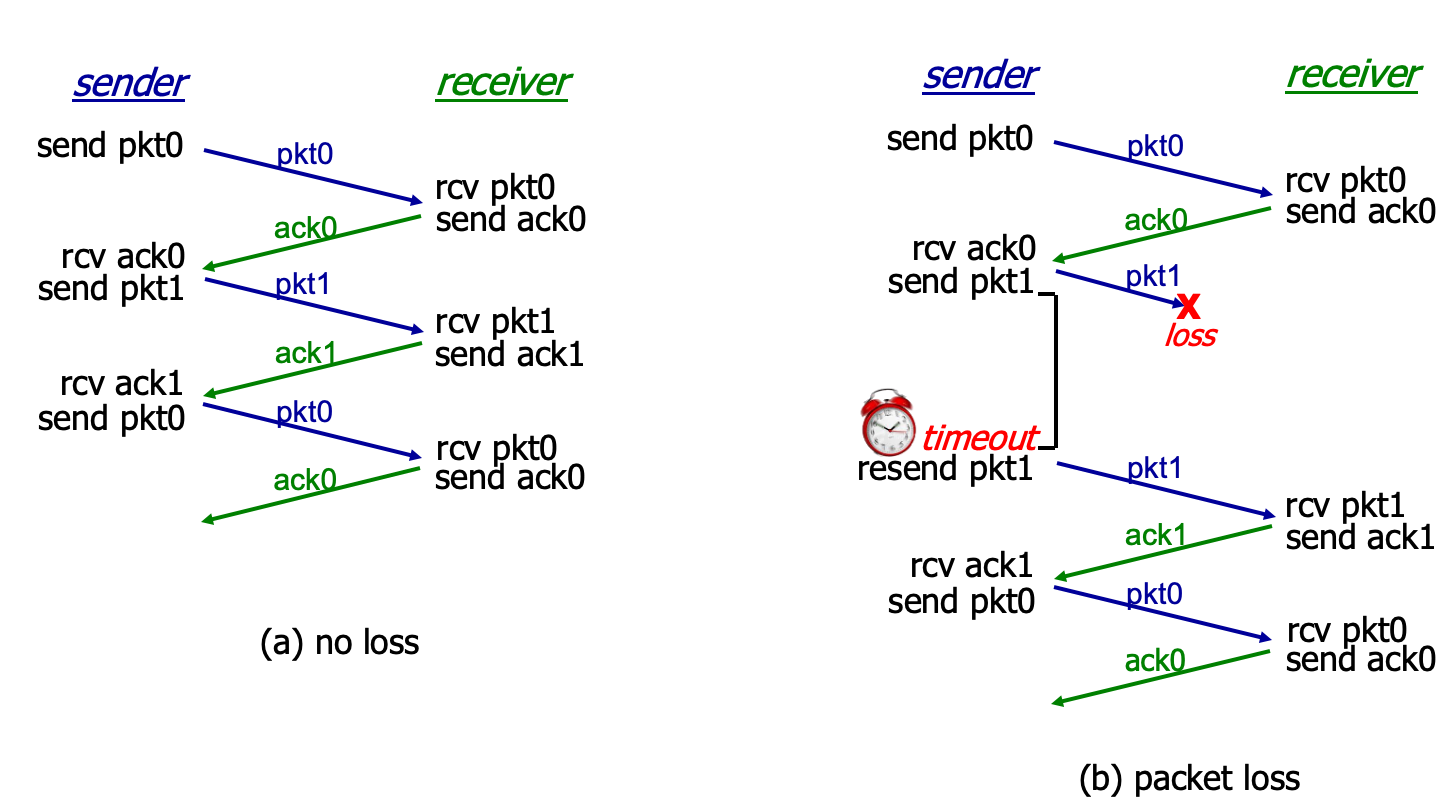 sender
receiver
send pkt0
pkt0
rcv pkt0
send ack0
ack0
rcv ack0
send pkt1
pkt1
rcv pkt1
send ack1
ack1
rcv ack1
send pkt0
pkt0
rcv pkt0
send ack0
ack0
(a) no loss
sender
receiver
send pkt0
pkt0
rcv pkt0
send ack0
ack0
rcv ack0
send pkt1
pkt1
X
loss
timeout
resend pkt1
pkt1
rcv pkt1
send ack1
ack1
rcv ack1
send pkt0
pkt0
rcv pkt0
send ack0
ack0
(b) packet loss